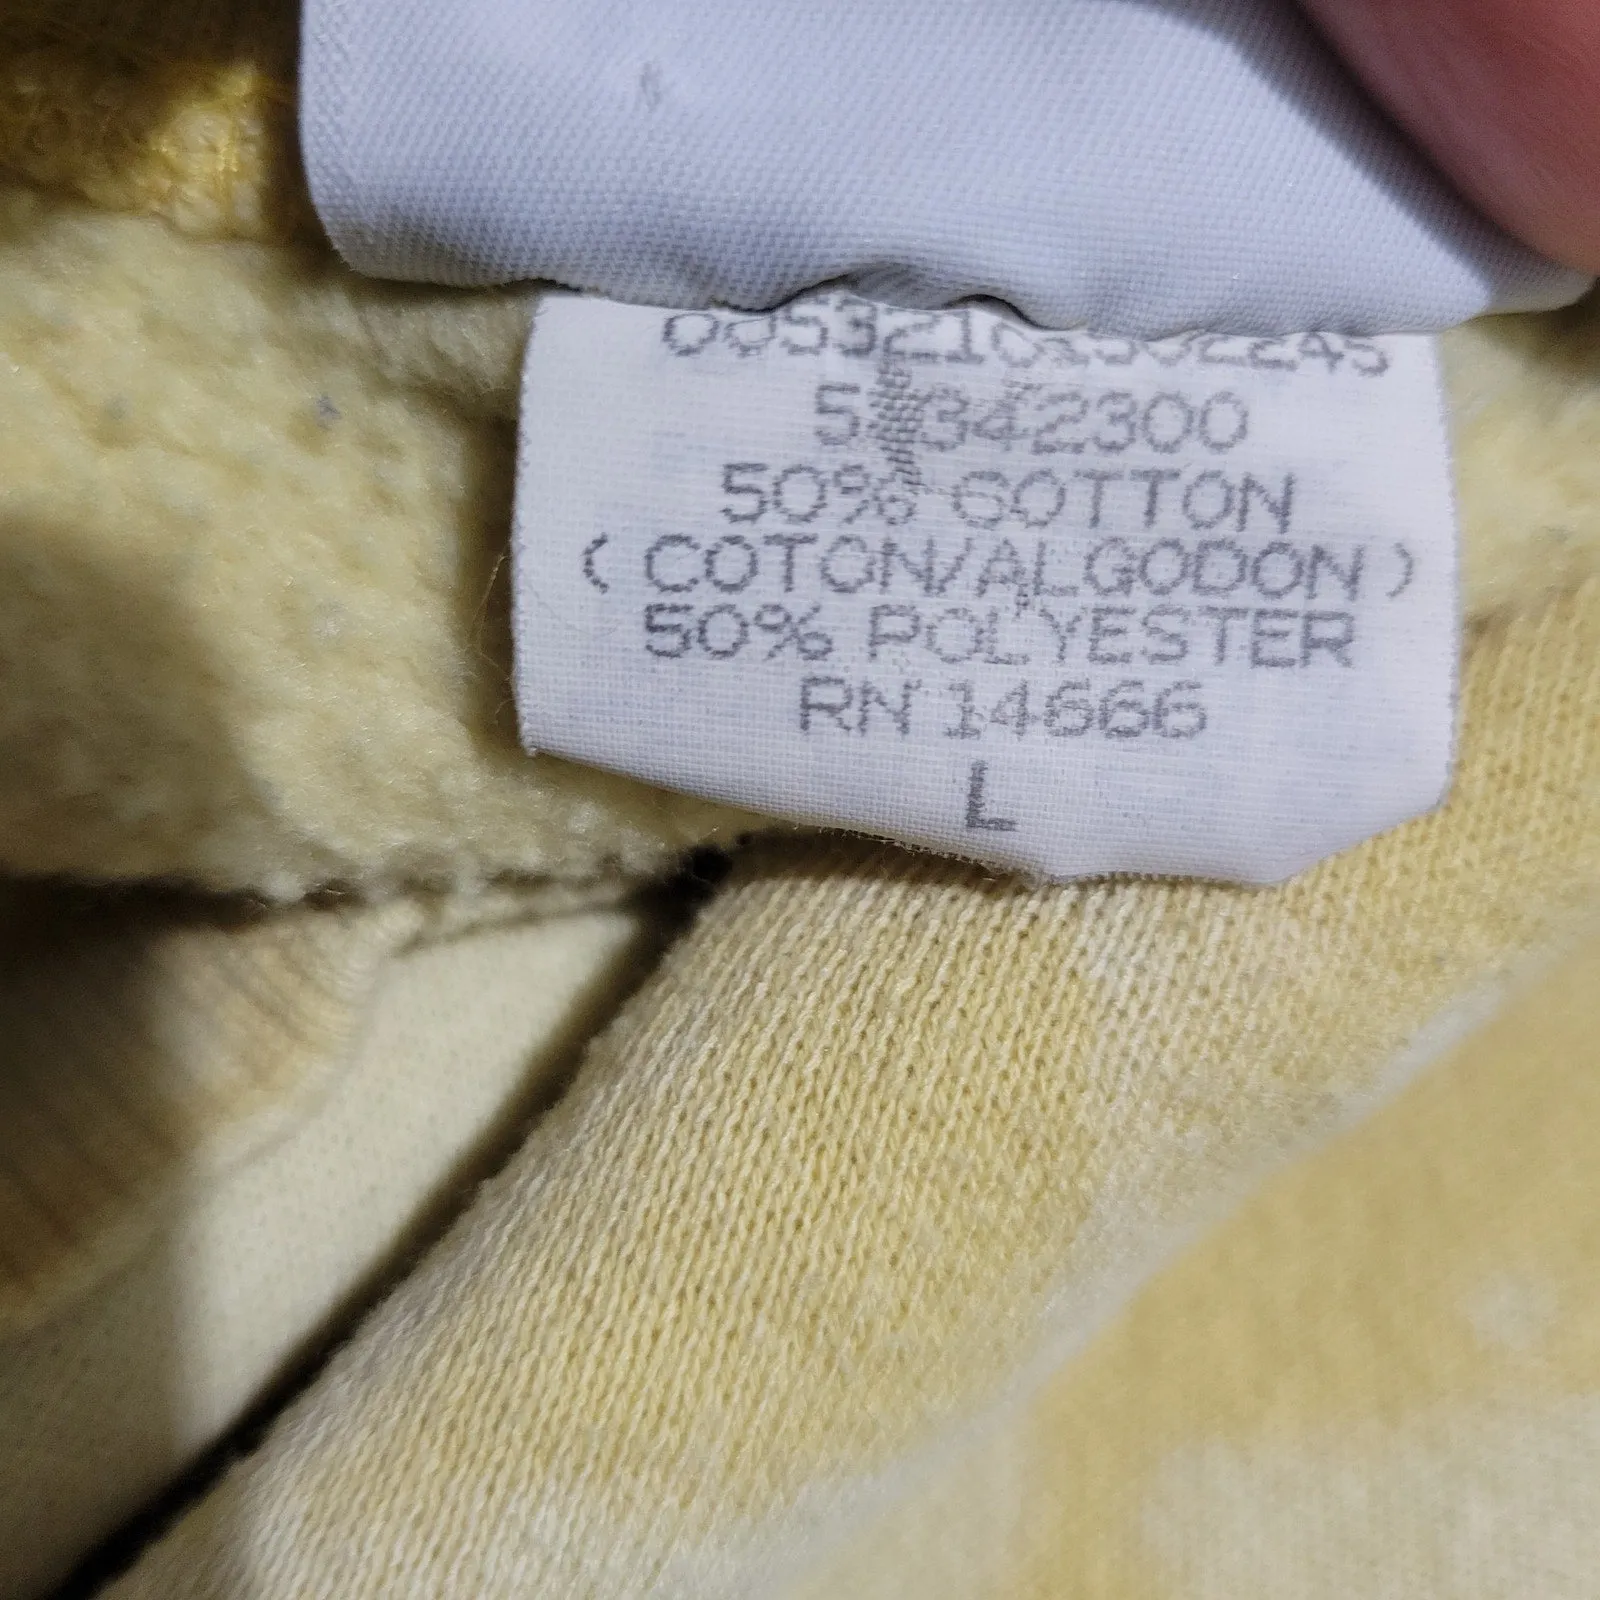 50% COTTON
( COTON/ALGODON )
50% POLYESTER
RN 14666
L